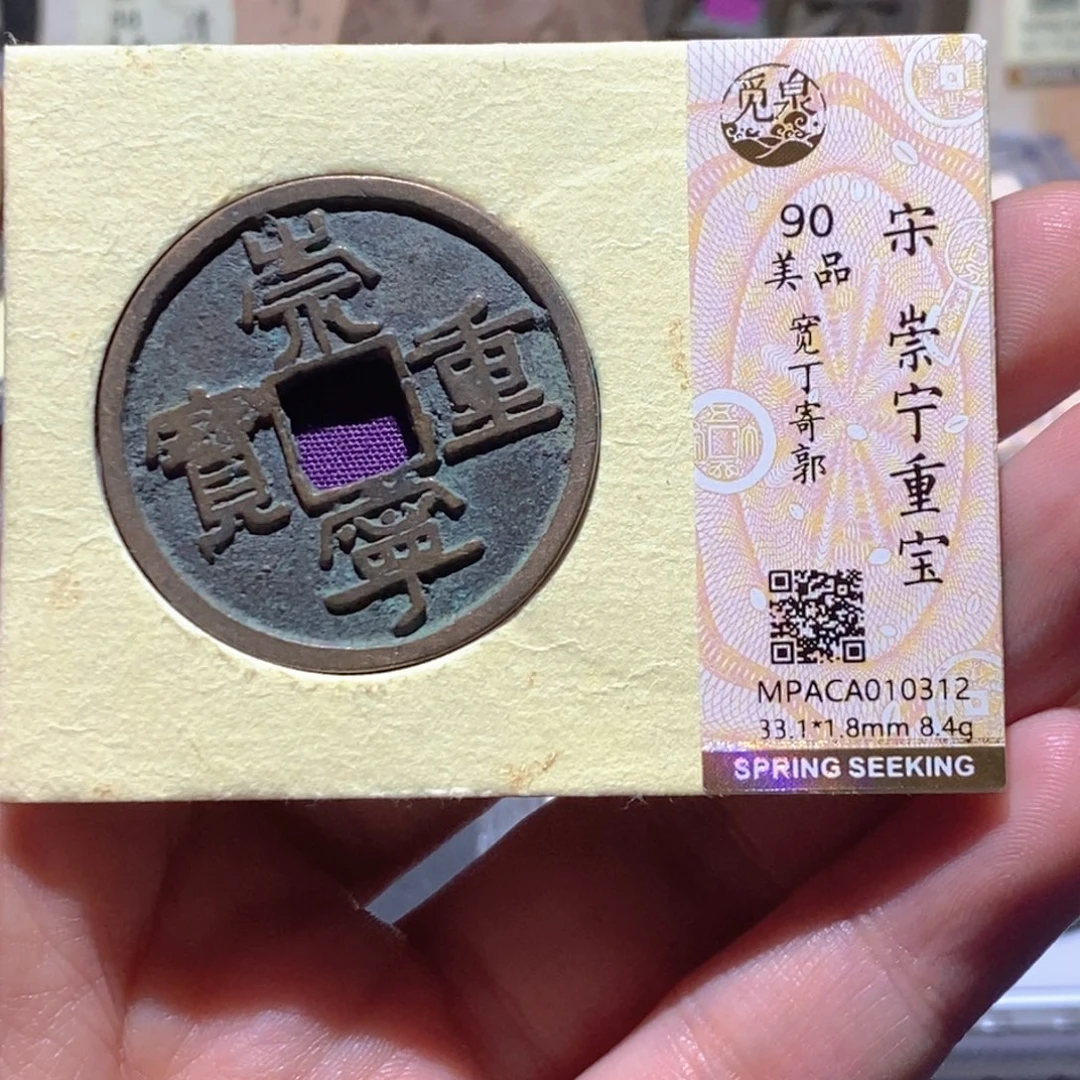 崇
寧
重
寶
觅泉
宋 崇宁重宝
90
美品
宽丁寄郭
MPACA010312
33.1*1.8mm 8.4g
SPRING SEEKING